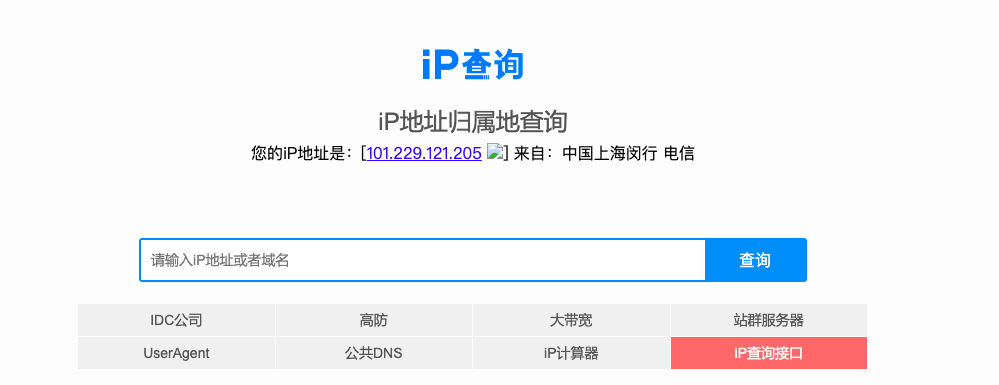 iP查询
iP地址归属地查询
您的iP地址是：[101.229.121.205 ] 来自：中国上海闵行 电信
请输入iP地址或者域名 查询
IDC公司 高防 大带宽 站群服务器
UserAgent 公共DNS iP计算器 iP查询接口